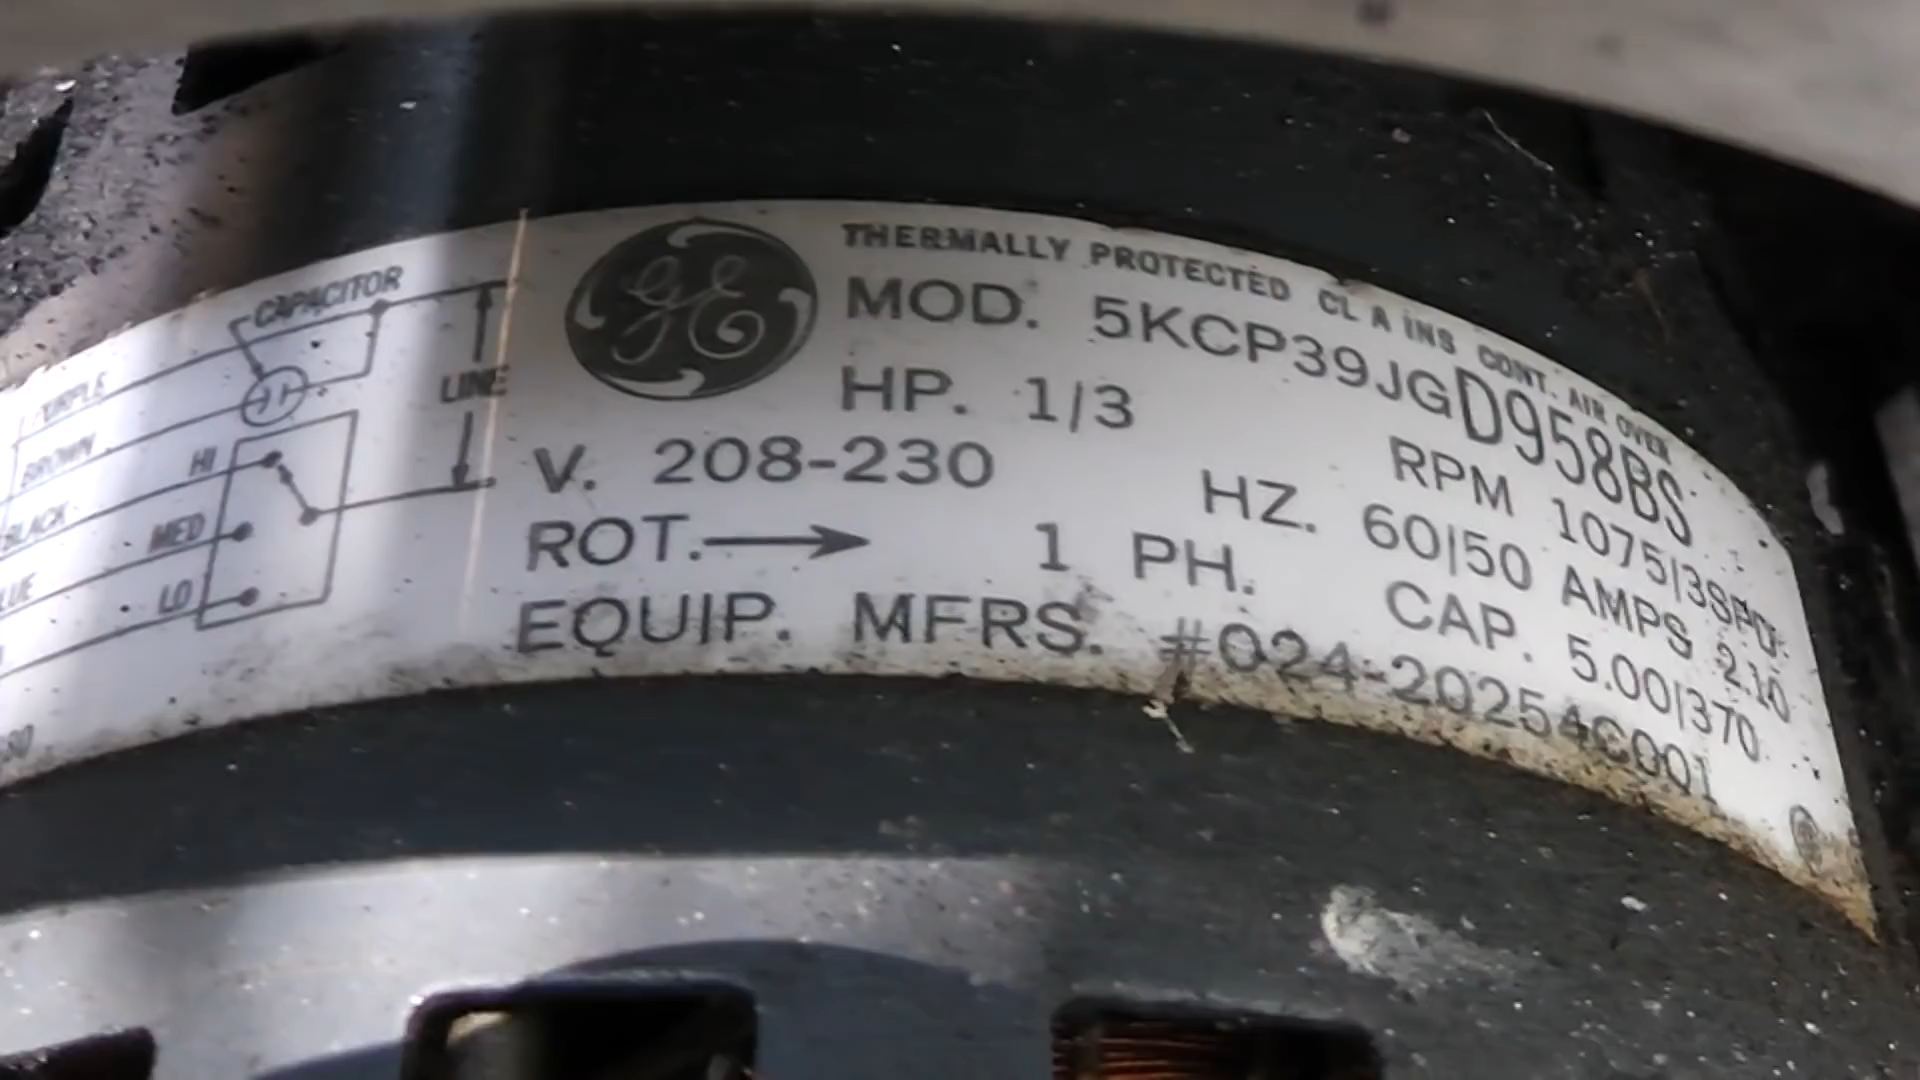 CAPACITOR
PURPLE
BROWN
BLACK
HI
MED
LO
LINE
GE
THERMALLY PROTECTED CL A INS CONT. AIR OVER
MOD. 5KCP39JGD958BS
HP. 1/3
RPM 1075/3SPD.
V. 208-230
HZ. 60/50 AMPS 2.10
ROT.
1 PH.
CAP. 5.00/370
EQUIP. MFRS. #024-20254C001